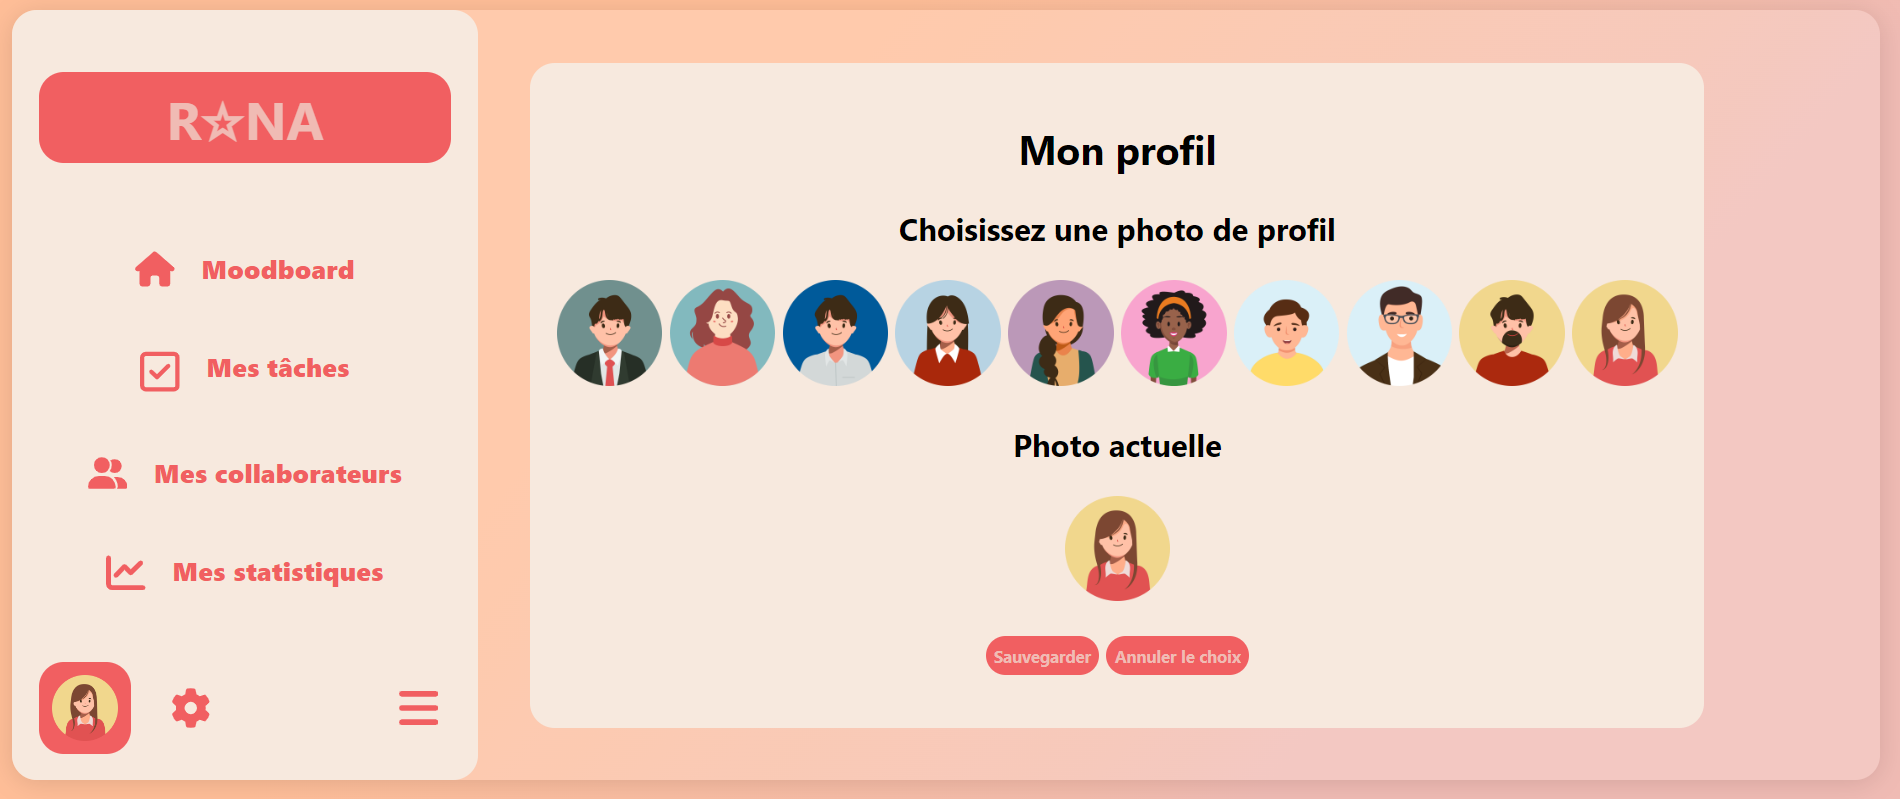 R☆NA
Moodboard
Mes tâches
Mes collaborateurs
Mes statistiques
Mon profil
Choisissez une photo de profil
Photo actuelle
Sauvegarder
Annuler le choix